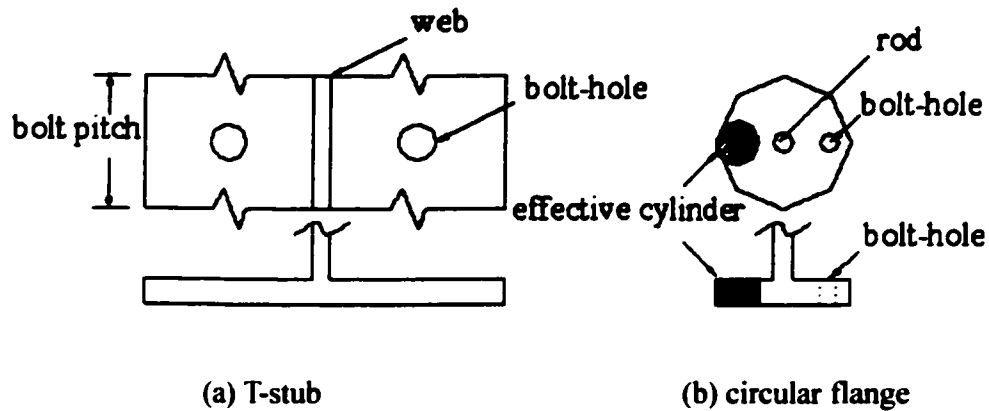 web
bolt-hole
bolt pitch
rod
bolt-hole
effective cylinder
bolt-hole
(a) T-stub
(b) circular flange